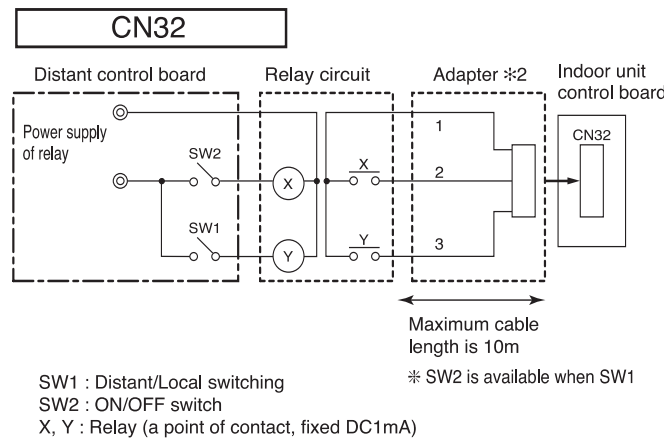 CN32
Distant control board
Relay circuit
Adapter ✻2
Indoor unit
control board
Power supply
of relay
SW2
X
X
SW1
Y
Y
1
2
3
CN32
Maximum cable
length is 10m
✻ SW2 is available when SW1
SW1 : Distant/Local switching
SW2 : ON/OFF switch
X, Y : Relay (a point of contact, fixed DC1mA)